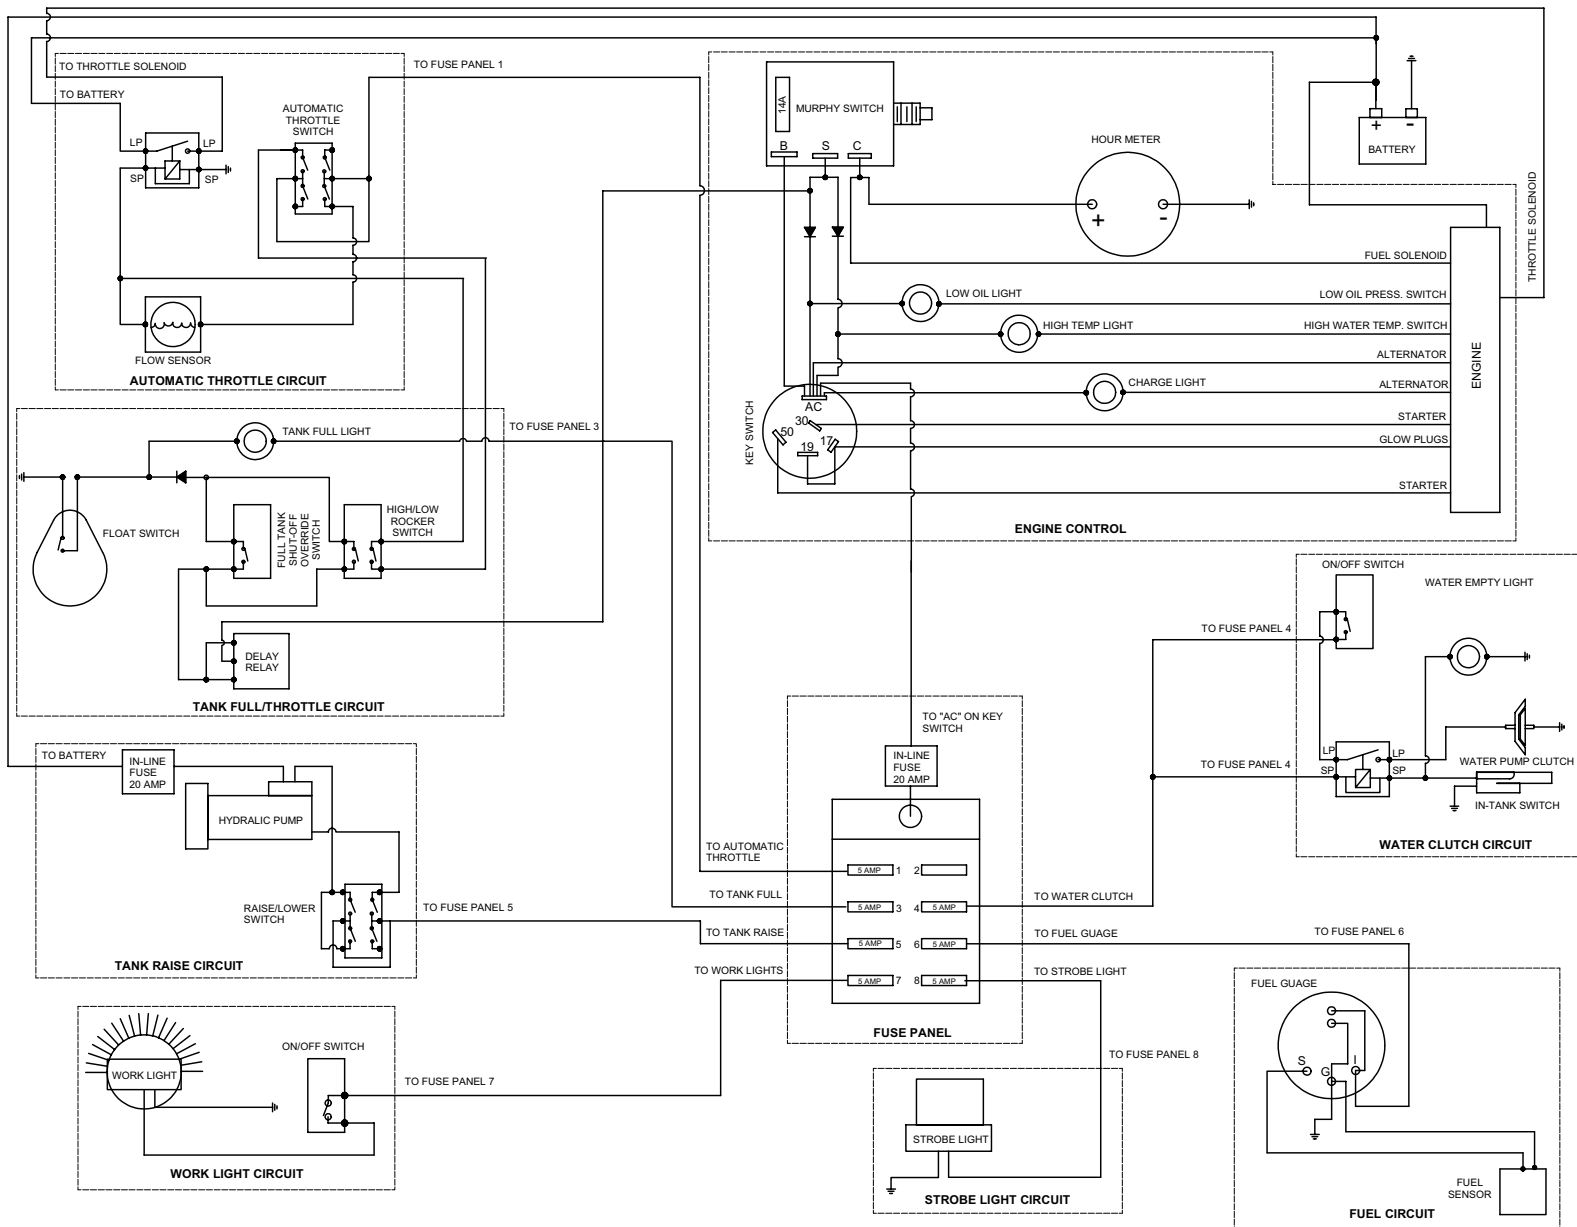 TO THROTTLE SOLENOID
TO BATTERY
LP
LP
SP
SP
AUTOMATIC
THROTTLE
SWITCH
TO FUSE PANEL 1
FLOW SENSOR
AUTOMATIC THROTTLE CIRCUIT
14A
MURPHY SWITCH
B
S
C
HOUR METER
+
-
+
-
BATTERY
THROTTLE SOLENOID
FUEL SOLENOID
LOW OIL LIGHT
LOW OIL PRESS. SWITCH
HIGH TEMP LIGHT
HIGH WATER TEMP. SWITCH
ALTERNATOR
CHARGE LIGHT
ALTERNATOR
STARTER
GLOW PLUGS
STARTER
ENGINE
KEY SWITCH
AC
30
50
17
19
ENGINE CONTROL
TANK FULL LIGHT
TO FUSE PANEL 3
FLOAT SWITCH
FULL TANK
SHUT-OFF
OVERRIDE
SWITCH
HIGH/LOW
ROCKER
SWITCH
DELAY
RELAY
TANK FULL/THROTTLE CIRCUIT
TO BATTERY
IN-LINE
FUSE
20 AMP
HYDRALIC PUMP
RAISE/LOWER
SWITCH
TO FUSE PANEL 5
TANK RAISE CIRCUIT
WORK LIGHT
ON/OFF SWITCH
TO FUSE PANEL 7
WORK LIGHT CIRCUIT
TO "AC" ON KEY
SWITCH
IN-LINE
FUSE
20 AMP
TO AUTOMATIC
THROTTLE
5 AMP
1
2
TO TANK FULL
5 AMP
3
4
5 AMP
TO WATER CLUTCH
TO TANK RAISE
5 AMP
5
6
5 AMP
TO FUEL GUAGE
TO WORK LIGHTS
5 AMP
7
8
5 AMP
TO STROBE LIGHT
FUSE PANEL
TO FUSE PANEL 8
STROBE LIGHT
STROBE LIGHT CIRCUIT
ON/OFF SWITCH
WATER EMPTY LIGHT
TO FUSE PANEL 4
TO FUSE PANEL 4
LP
LP
SP
SP
WATER PUMP CLUTCH
IN-TANK SWITCH
WATER CLUTCH CIRCUIT
TO FUSE PANEL 6
FUEL GUAGE
S
G
I
FUEL
SENSOR
FUEL CIRCUIT